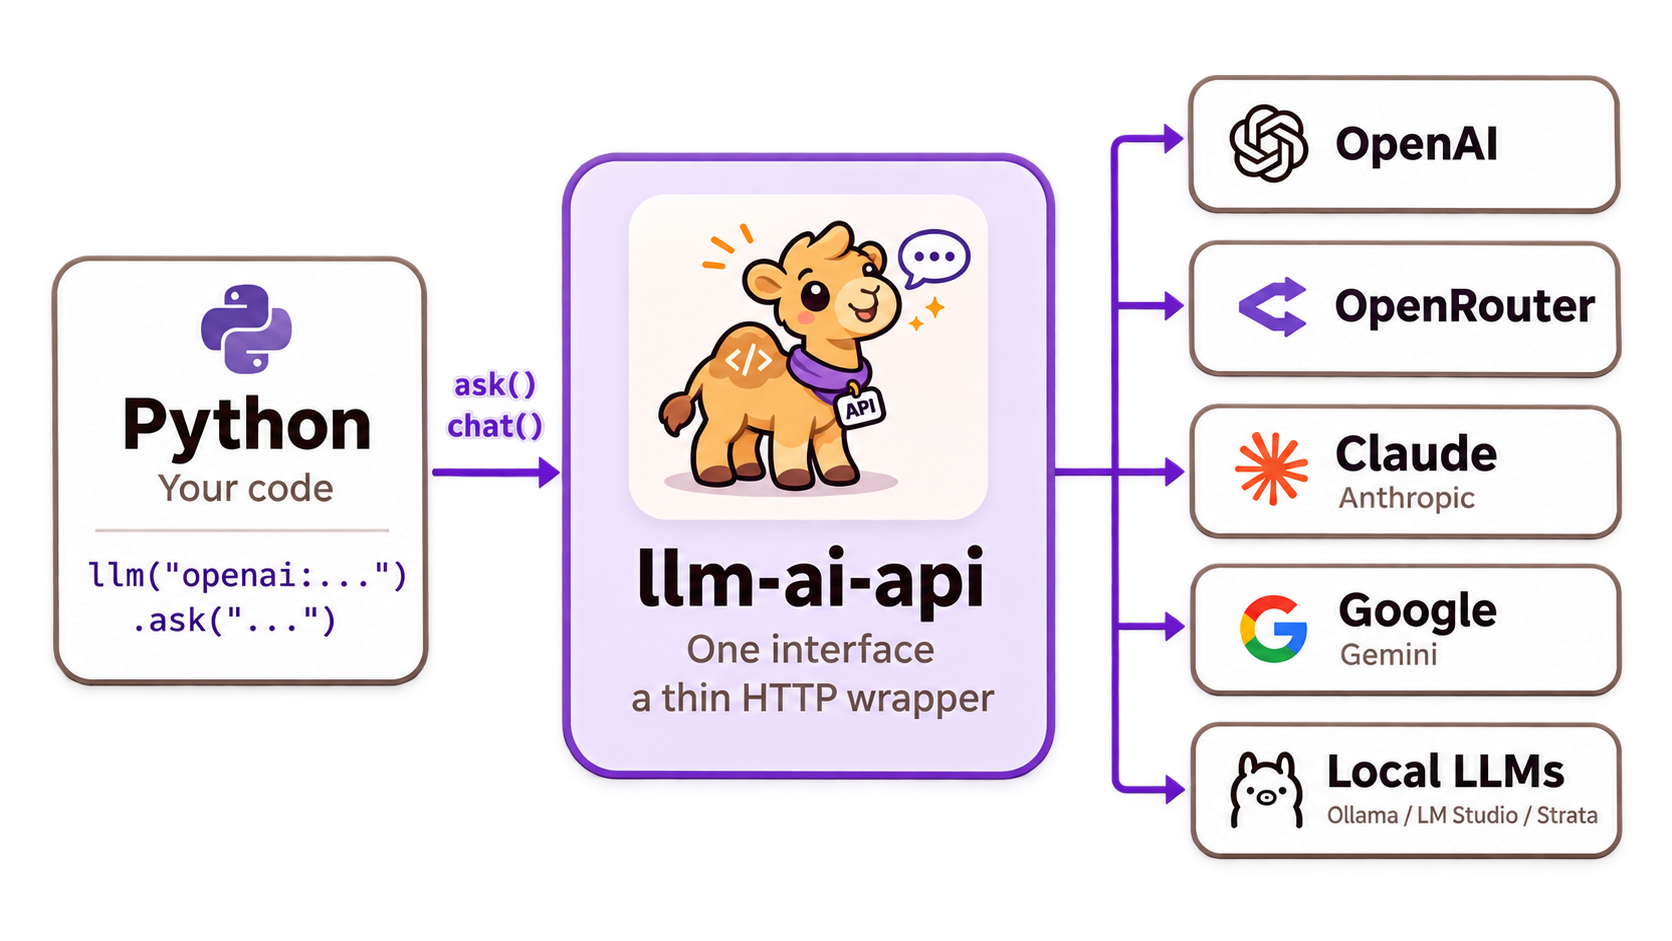 Python
Your code
llm("openai:...")
.ask("...")
ask()
chat()
</>
API
llm-ai-api
One interface
a thin HTTP wrapper
OpenAI
OpenRouter
Claude
Anthropic
Google
Gemini
Local LLMs
Ollama / LM Studio / Strata